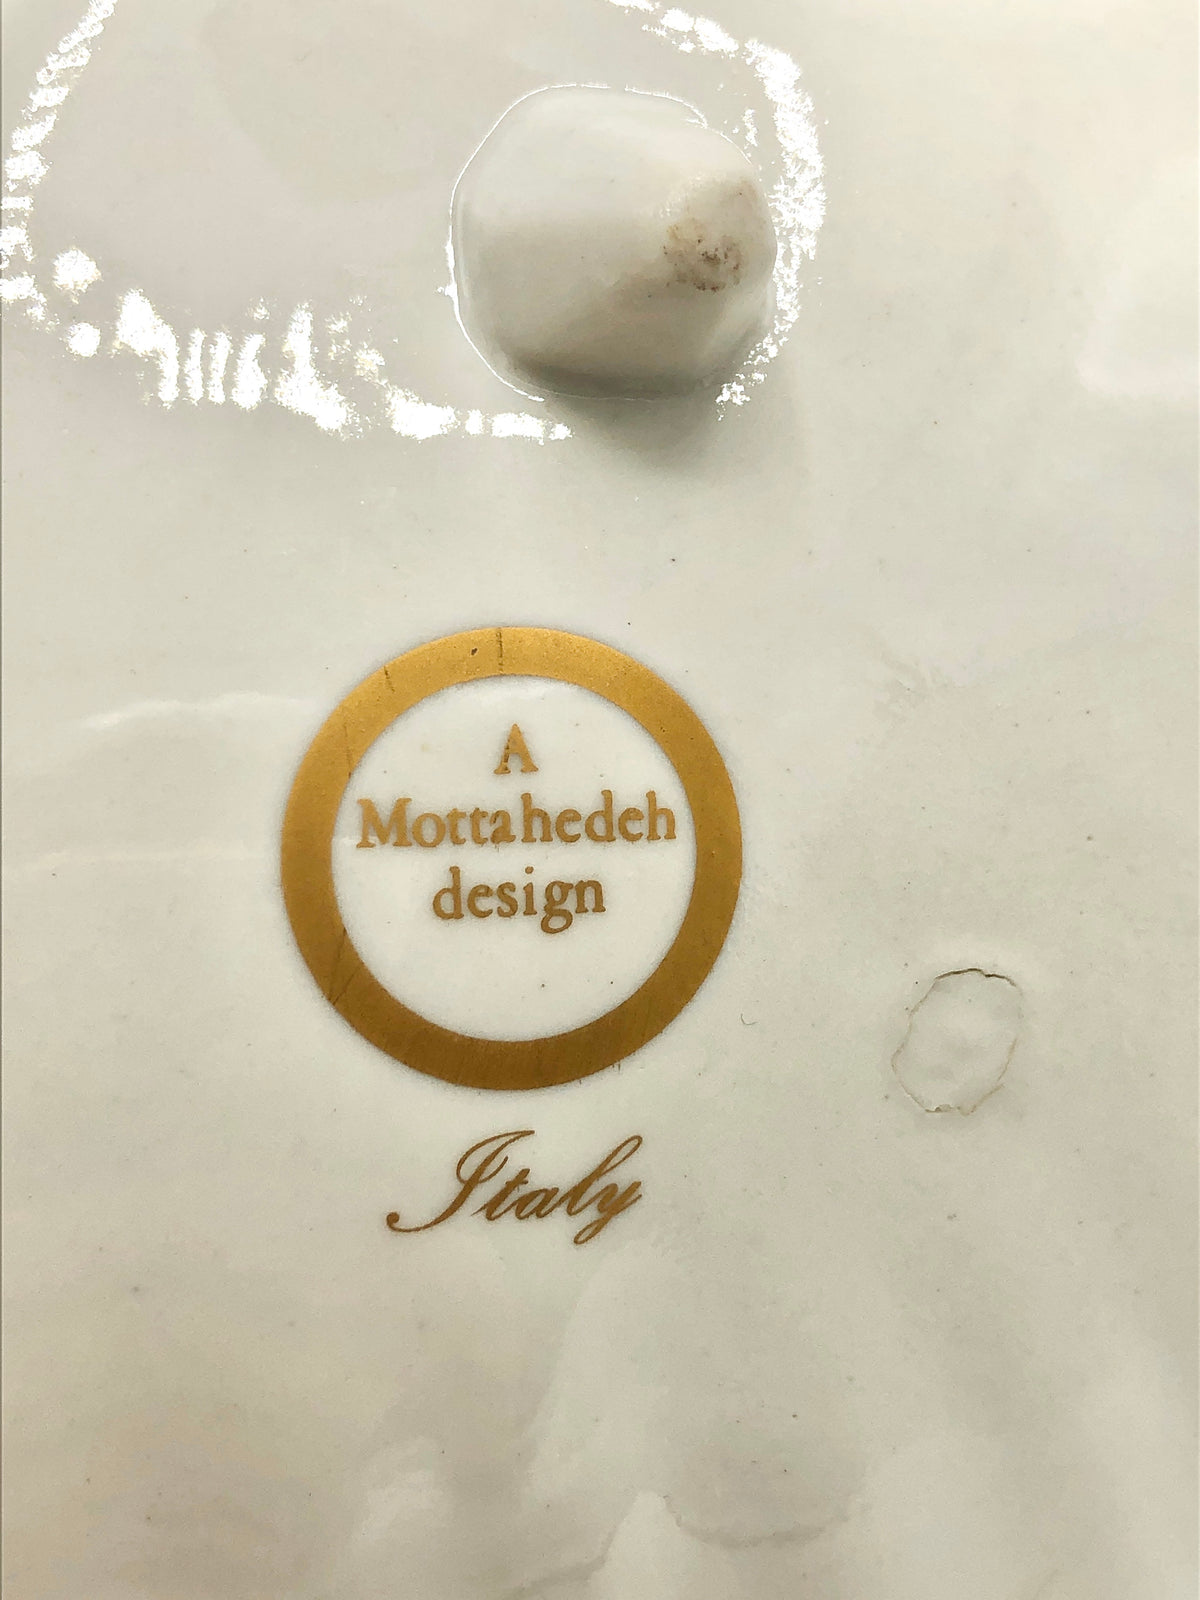 A
Mottahedeh
design
Italy